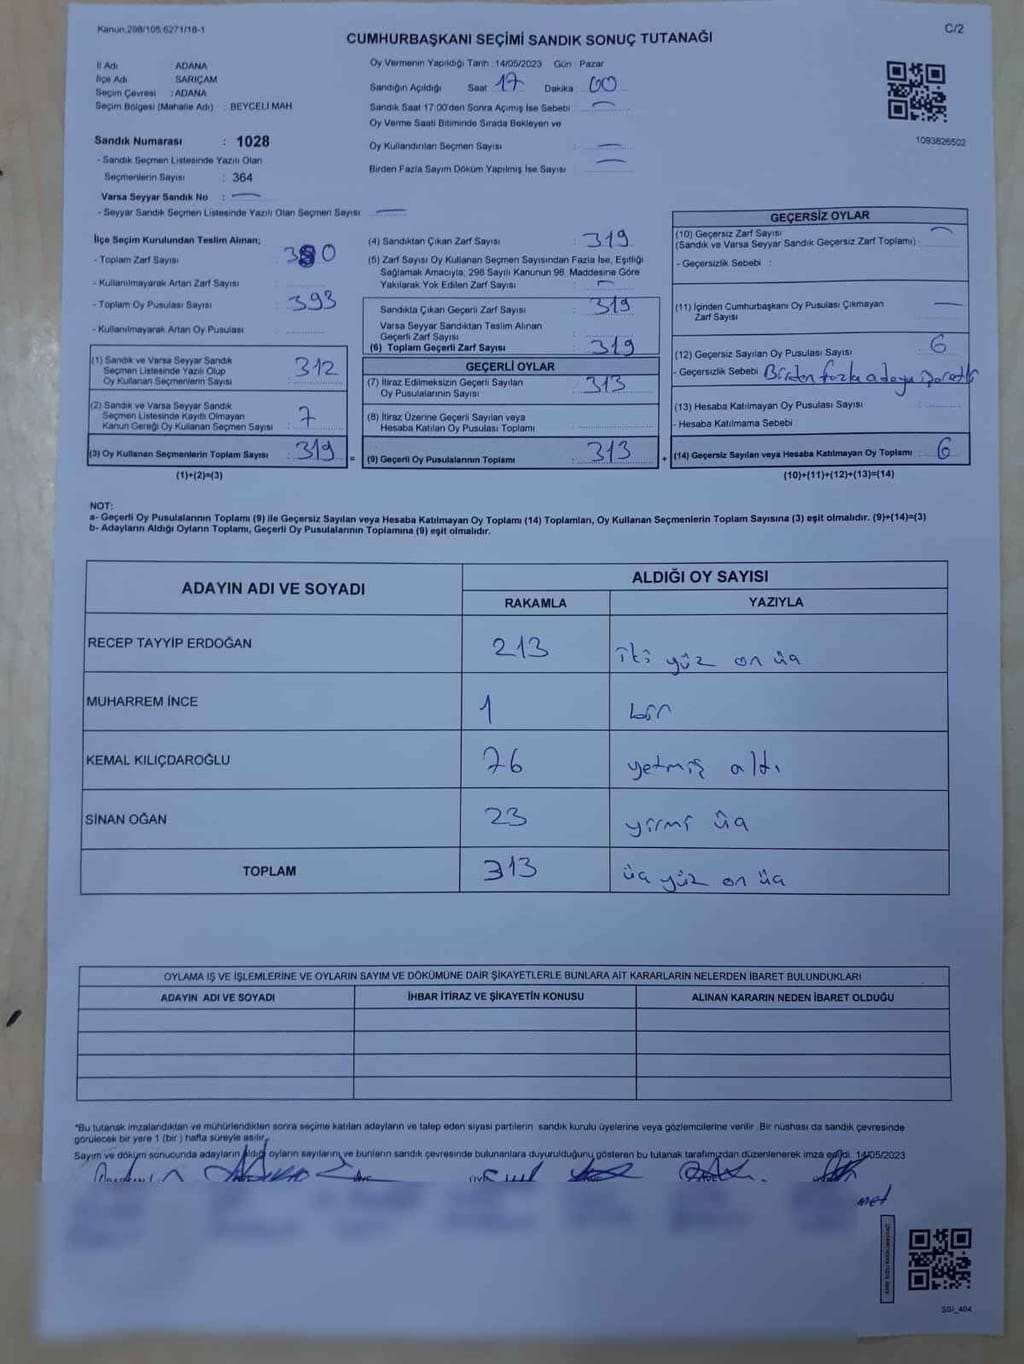 Kanun.298/105.6271/18-1
C/2
CUMHURBAŞKANI SEÇİMİ SANDIK SONUÇ TUTANAĞI
İl Adı : ADANA
İlçe Adı : SARIÇAM
Seçim Çevresi : ADANA
Seçim Bölgesi (Mahalle Adı) : BEYCELİ MAH
Oy Vermenin Yapıldığı Tarih : 14/05/2023 Gün : Pazar
Sandığın Açıldığı Saat 17 Dakika 00
Sandık Saat 17:00'den Sonra Açımış İse Sebebi
Oy Verme Saati Bitiminde Sırada Bekleyen ve
Oy Kullandırılan Seçmen Sayısı
Birden Fazla Sayım Döküm Yapılmış İse Sayısı
1093826502
Sandık Numarası : 1028
- Sandık Seçmen Listesinde Yazılı Olan
Seçmenlerin Sayısı : 364
Varsa Seyyar Sandık No :
- Seyyar Sandık Seçmen Listesinde Yazılı Olan Seçmen Sayısı
İlçe Seçim Kurulundan Teslim Alınan;
- Toplam Zarf Sayısı
- Kullanılmayarak Artan Zarf Sayısı
- Toplam Oy Pusulası Sayısı : 393
- Kullanılmayarak Artan Oy Pusulası
(1) Sandık ve Varsa Seyyar Sandık
Seçmen Listesinde Yazılı Olup
Oy Kullanan Seçmenlerin Sayısı : 312
(2) Sandık ve Varsa Seyyar Sandık
Seçmen Listesinde Kayıtlı Olmayan
Kanun Gereği Oy Kullanan Seçmen Sayısı : 7
(3) Oy Kullanan Seçmenlerin Toplam Sayısı : 319
(1)+(2)=(3)
=
(4) Sandıktan Çıkan Zarf Sayısı : 319
(5) Zarf Sayısı Oy Kullanan Seçmen Sayısından Fazla İse, Eşitliği
Sağlamak Amacıyla; 298 Sayılı Kanunun 98. Maddesine Göre
Yakılarak Yok Edilen Zarf Sayısı :
Sandıkta Çıkan Geçerli Zarf Sayısı : 319
Varsa Seyyar Sandıktan Teslim Alınan
Geçerli Zarf Sayısı
(6) Toplam Geçerli Zarf Sayısı : 319
GEÇERLİ OYLAR
(7) İtiraz Edilmeksizin Geçerli Sayılan
Oy Pusulalarının Sayısı : 313
(8) İtiraz Üzerine Geçerli Sayılan veya
Hesaba Katılan Oy Pusulası Toplamı :
(9) Geçerli Oy Pusulalarının Toplamı : 313
+
GEÇERSİZ OYLAR
(10) Geçersiz Zarf Sayısı
(Sandık ve Varsa Seyyar Sandık Geçersiz Zarf Toplamı) :
- Geçersizlik Sebebi :
(11) İçinden Cumhurbaşkanı Oy Pusulası Çıkmayan
Zarf Sayısı
(12) Geçersiz Sayılan Oy Pusulası Sayısı : 6
- Geçersizlik Sebebi Birden fazla adaya
(13) Hesaba Katılmayan Oy Pusulası Sayısı :
- Hesaba Katılmama Sebebi
(14) Geçersiz Sayılan veya Hesaba Katılmayan Oy Toplamı : 6
(10)+(11)+(12)+(13)=(14)
NOT:
a- Geçerli Oy Pusulalarının Toplamı (9) ile Geçersiz Sayılan veya Hesaba Katılmayan Oy Toplamı (14) Toplamları, Oy Kullanan Seçmenlerin Toplam Sayısına (3) eşit olmalıdır. (9)+(14)=(3)
b- Adayların Aldığı Oyların Toplamı, Geçerli Oy Pusulalarının Toplamına (9) eşit olmalıdır.
ADAYIN ADI VE SOYADI
ALDIĞI OY SAYISI
RAKAMLA YAZIYLA
RECEP TAYYİP ERDOĞAN 213 iki yüz on üç
MUHARREM İNCE 1 bir
KEMAL KILIÇDAROĞLU 76 yetmiş altı
SİNAN OĞAN 23 yirmi üç
TOPLAM 313 üç yüz on üç
OYLAMA İŞ VE İŞLEMLERİNE VE OYLARIN SAYIM VE DÖKÜMÜNE DAİR ŞİKAYETLERLE BUNLARA AİT KARARLARIN NELERDEN İBARET BULUNDUKLARI
ADAYIN ADI VE SOYADI İHBAR İTİRAZ VE ŞİKAYETİN KONUSU ALINAN KARARIN NEDEN İBARET OLDUĞU
*Bu tutanak imzalandıktan ve mühürlendikten sonra seçime katılan adayların ve talep eden siyasi partilerin sandık kurulu üyelerine veya gözlemcilerine verilir. Bir nüshası da sandık çevresinde
görülecek bir yere 1 (bir ) hafta süreyle asılır.
Sayım ve döküm sonucunda adayların aldığı oyların sayılarını ve bunların sandık çevresinde bulunanlara duyurulduğunu gösteren bu tutanak tarafımızdan düzenlenerek imza edildi. 14/05/2023
met
SSI_404